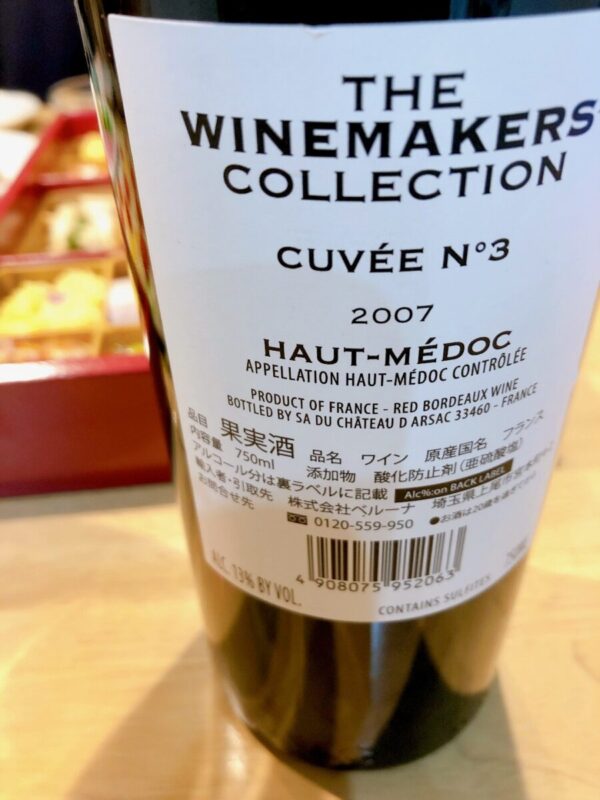 THE
WINEMAKERS'
COLLECTION
CUVÉE N°3
2007
HAUT-MÉDOC
APPELLATION HAUT-MÉDOC CONTRÔLÉE
PRODUCT OF FRANCE - RED BORDEAUX WINE
BOTTLED BY SA DU CHÂTEAU D ARSAC 33460 - FRANCE
品目 果実酒 品名 ワイン 原産国名 フランス
内容量 750ml 添加物 酸化防止剤(亜硫酸塩)
アルコール分は裏ラベルに記載 Alc%:on BACK LABEL
輸入者・引取先 株式会社ベルーナ 埼玉県上尾市
お問合せ先 0120-559-950 ●お酒は20歳を過ぎてから
4 908075 952063
ALC. 13% BY VOL.
CONTAINS SULFITES